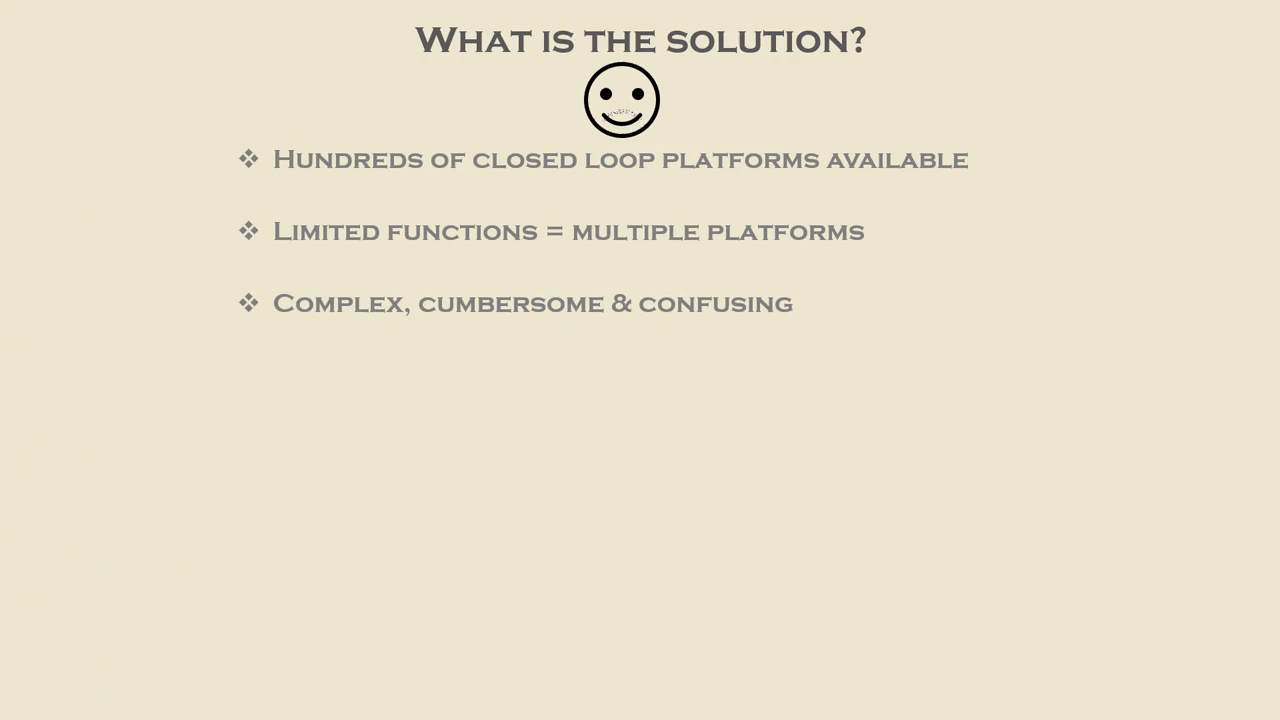 What is the solution?
❖ Hundreds of closed loop platforms available
❖ Limited functions = multiple platforms
❖ Complex, cumbersome & confusing